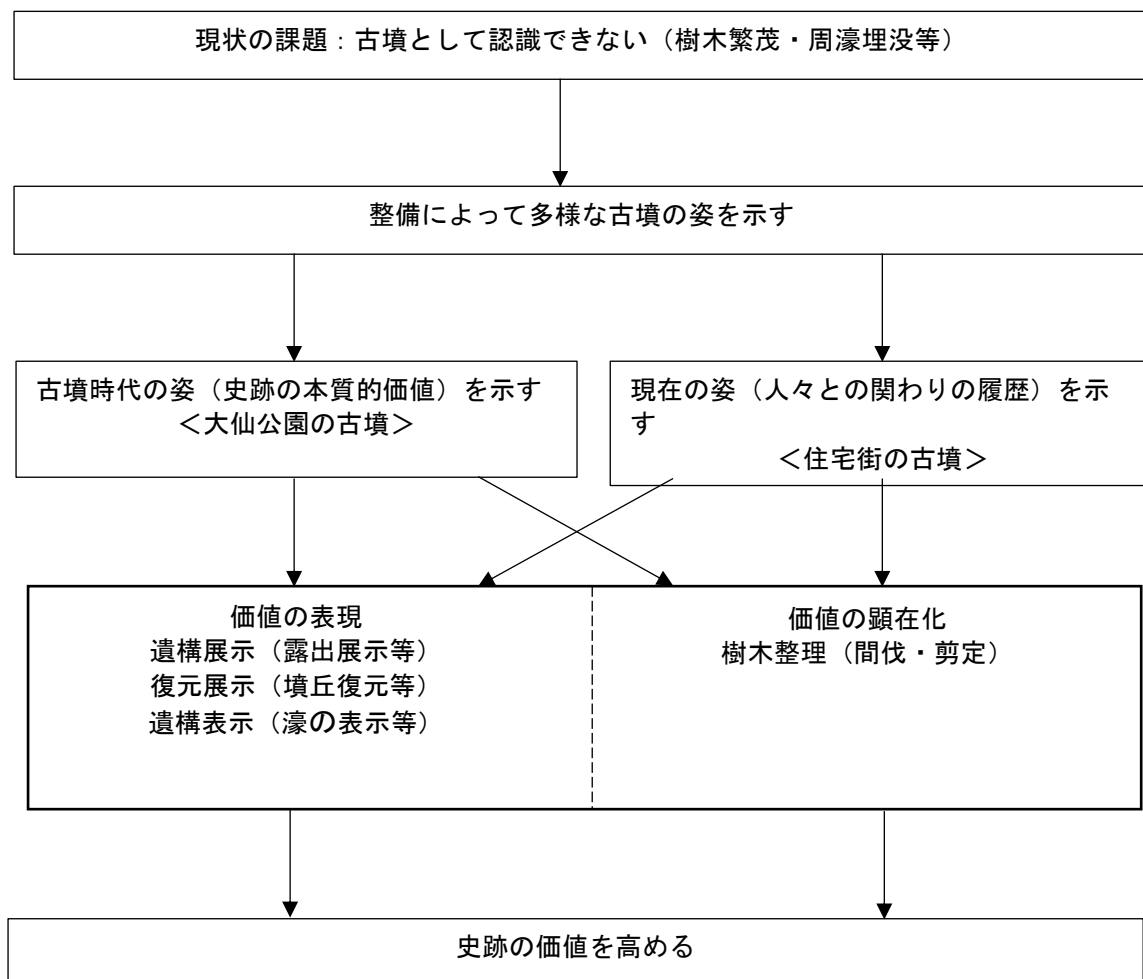 現状の課題：古墳として認識できない（樹木繁茂・周濠埋没等）
整備によって多様な古墳の姿を示す
古墳時代の姿（史跡の本質的価値）を示す
＜大仙公園の古墳＞
現在の姿（人々との関わりの履歴）を示
す
＜住宅街の古墳＞
価値の表現
遺構展示（露出展示等）
復元展示（墳丘復元等）
遺構表示（濠の表示等）
価値の顕在化
樹木整理（間伐・剪定）
史跡の価値を高める